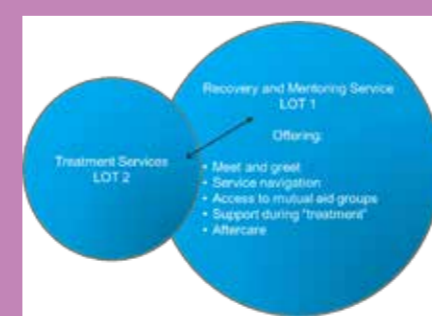 Recovery and Mentoring Service
LOT 1
Offering:
• Meet and greet
• Service navigation
• Access to mutual aid groups
• Support during "treatment"
• Aftercare
Treatment Services
LOT 2